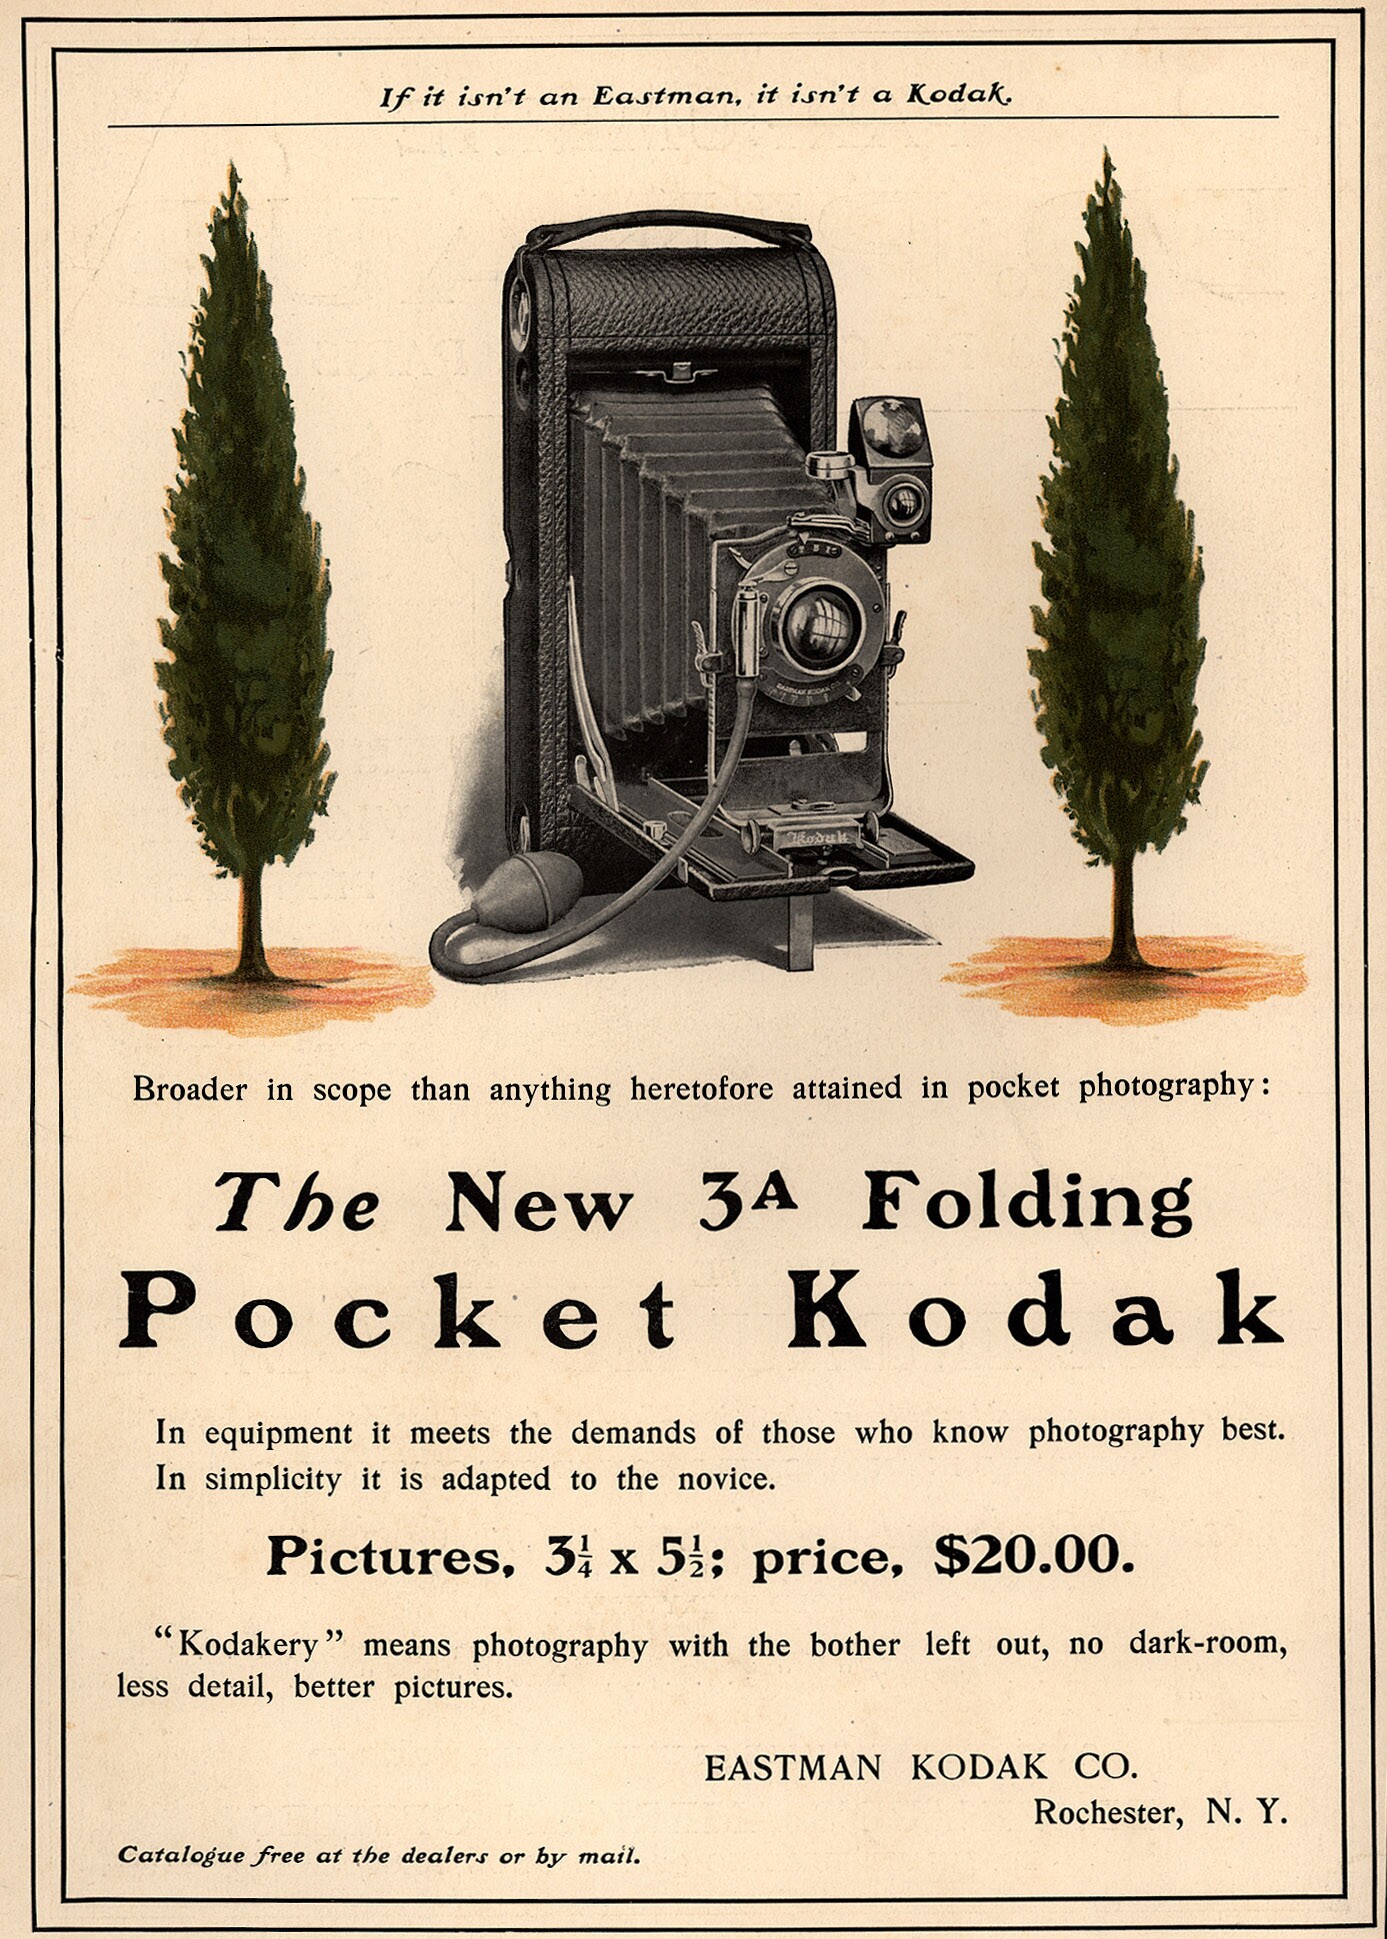 If it isn't an Eastman, it isn't a Kodak.
EASTMAN KODAK
Kodak
Broader in scope than anything heretofore attained in pocket photography:
The New 3A Folding
Pocket Kodak
In equipment it meets the demands of those who know photography best.
In simplicity it is adapted to the novice.
Pictures, 3¼ x 5½; price, $20.00.
"Kodakery" means photography with the bother left out, no dark-room,
less detail, better pictures.
EASTMAN KODAK CO.
Rochester, N. Y.
Catalogue free at the dealers or by mail.